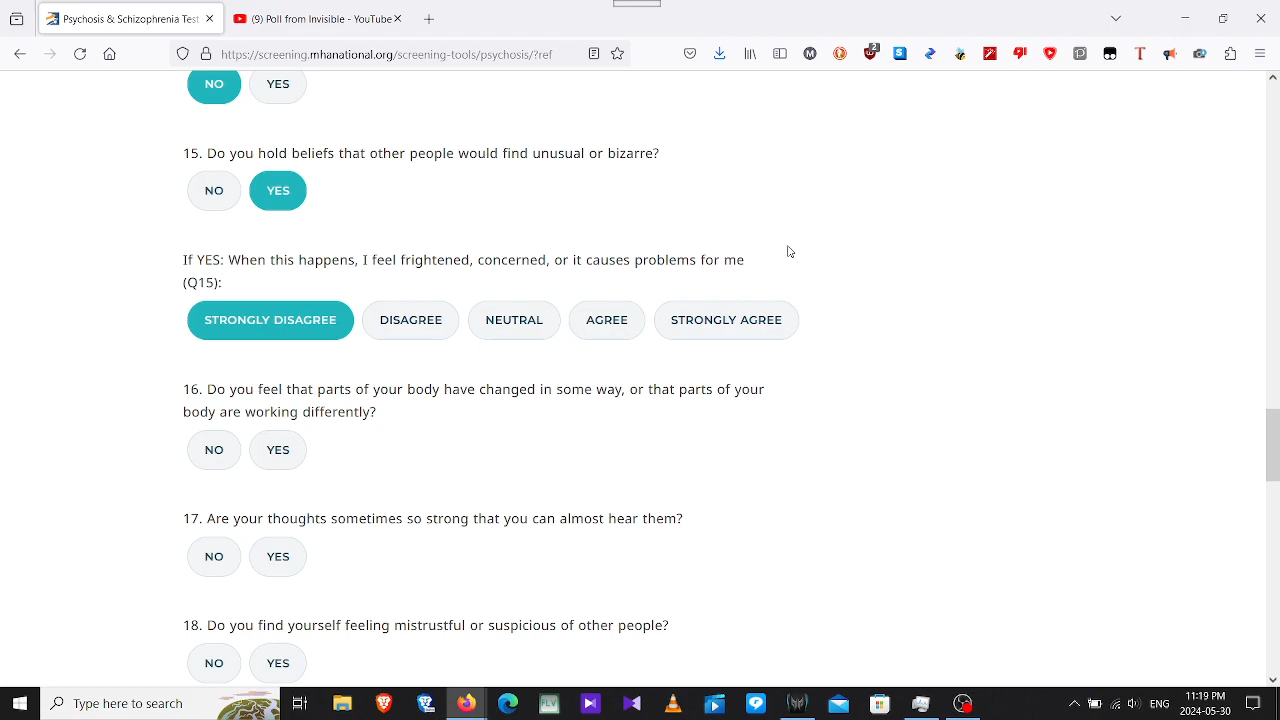 Psychosis & Schizophrenia Test
(9) Poll from Invisible - YouTube
https://screening.mhanational.org/screening-tools/psychosis/?ref
2
NO YES
15. Do you hold beliefs that other people would find unusual or bizarre?
NO YES
If YES: When this happens, I feel frightened, concerned, or it causes problems for me
(Q15):
STRONGLY DISAGREE DISAGREE NEUTRAL AGREE STRONGLY AGREE
16. Do you feel that parts of your body have changed in some way, or that parts of your
body are working differently?
NO YES
17. Are your thoughts sometimes so strong that you can almost hear them?
NO YES
18. Do you find yourself feeling mistrustful or suspicious of other people?
NO YES
Type here to search
FLV
ENG
11:19 PM
2024-05-30